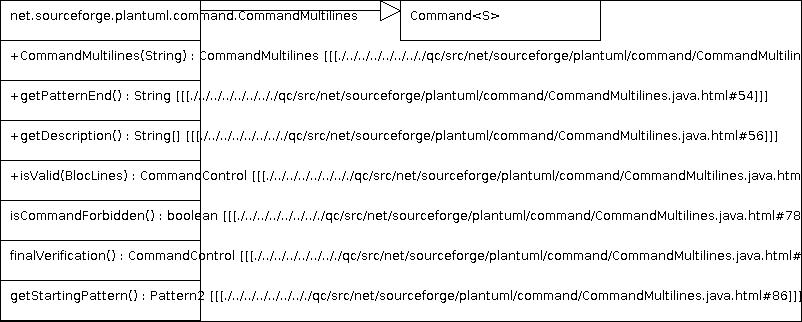 net.sourceforge.plantuml.command.CommandMultilines
Command<S>
+CommandMultilines(String) : CommandMultilines [[[./../../../../../../../qc/src/net/sourceforge/plantuml/command/CommandMultilin
+getPatternEnd() : String [[[./../../../../../../../qc/src/net/sourceforge/plantuml/command/CommandMultilines.java.html#54]]]
+getDescription() : String[] [[[./../../../../../../../qc/src/net/sourceforge/plantuml/command/CommandMultilines.java.html#56]]]
+isValid(BlocLines) : CommandControl [[[./../../../../../../../qc/src/net/sourceforge/plantuml/command/CommandMultilines.java.htm
isCommandForbidden() : boolean [[[./../../../../../../../qc/src/net/sourceforge/plantuml/command/CommandMultilines.java.html#78
finalVerification() : CommandControl [[[./../../../../../../../qc/src/net/sourceforge/plantuml/command/CommandMultilines.java.html#
getStartingPattern() : Pattern2 [[[./../../../../../../../qc/src/net/sourceforge/plantuml/command/CommandMultilines.java.html#86]]]